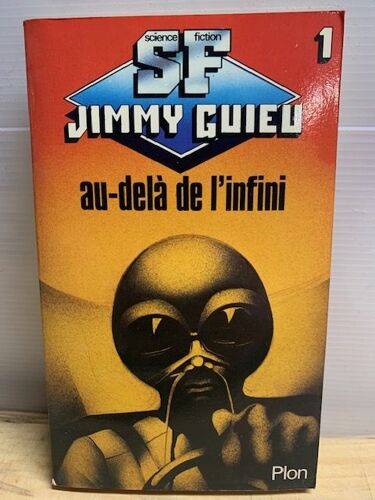 science fiction
SF
1
JIMMY GUIEU
au-delà de l'infini
Plon